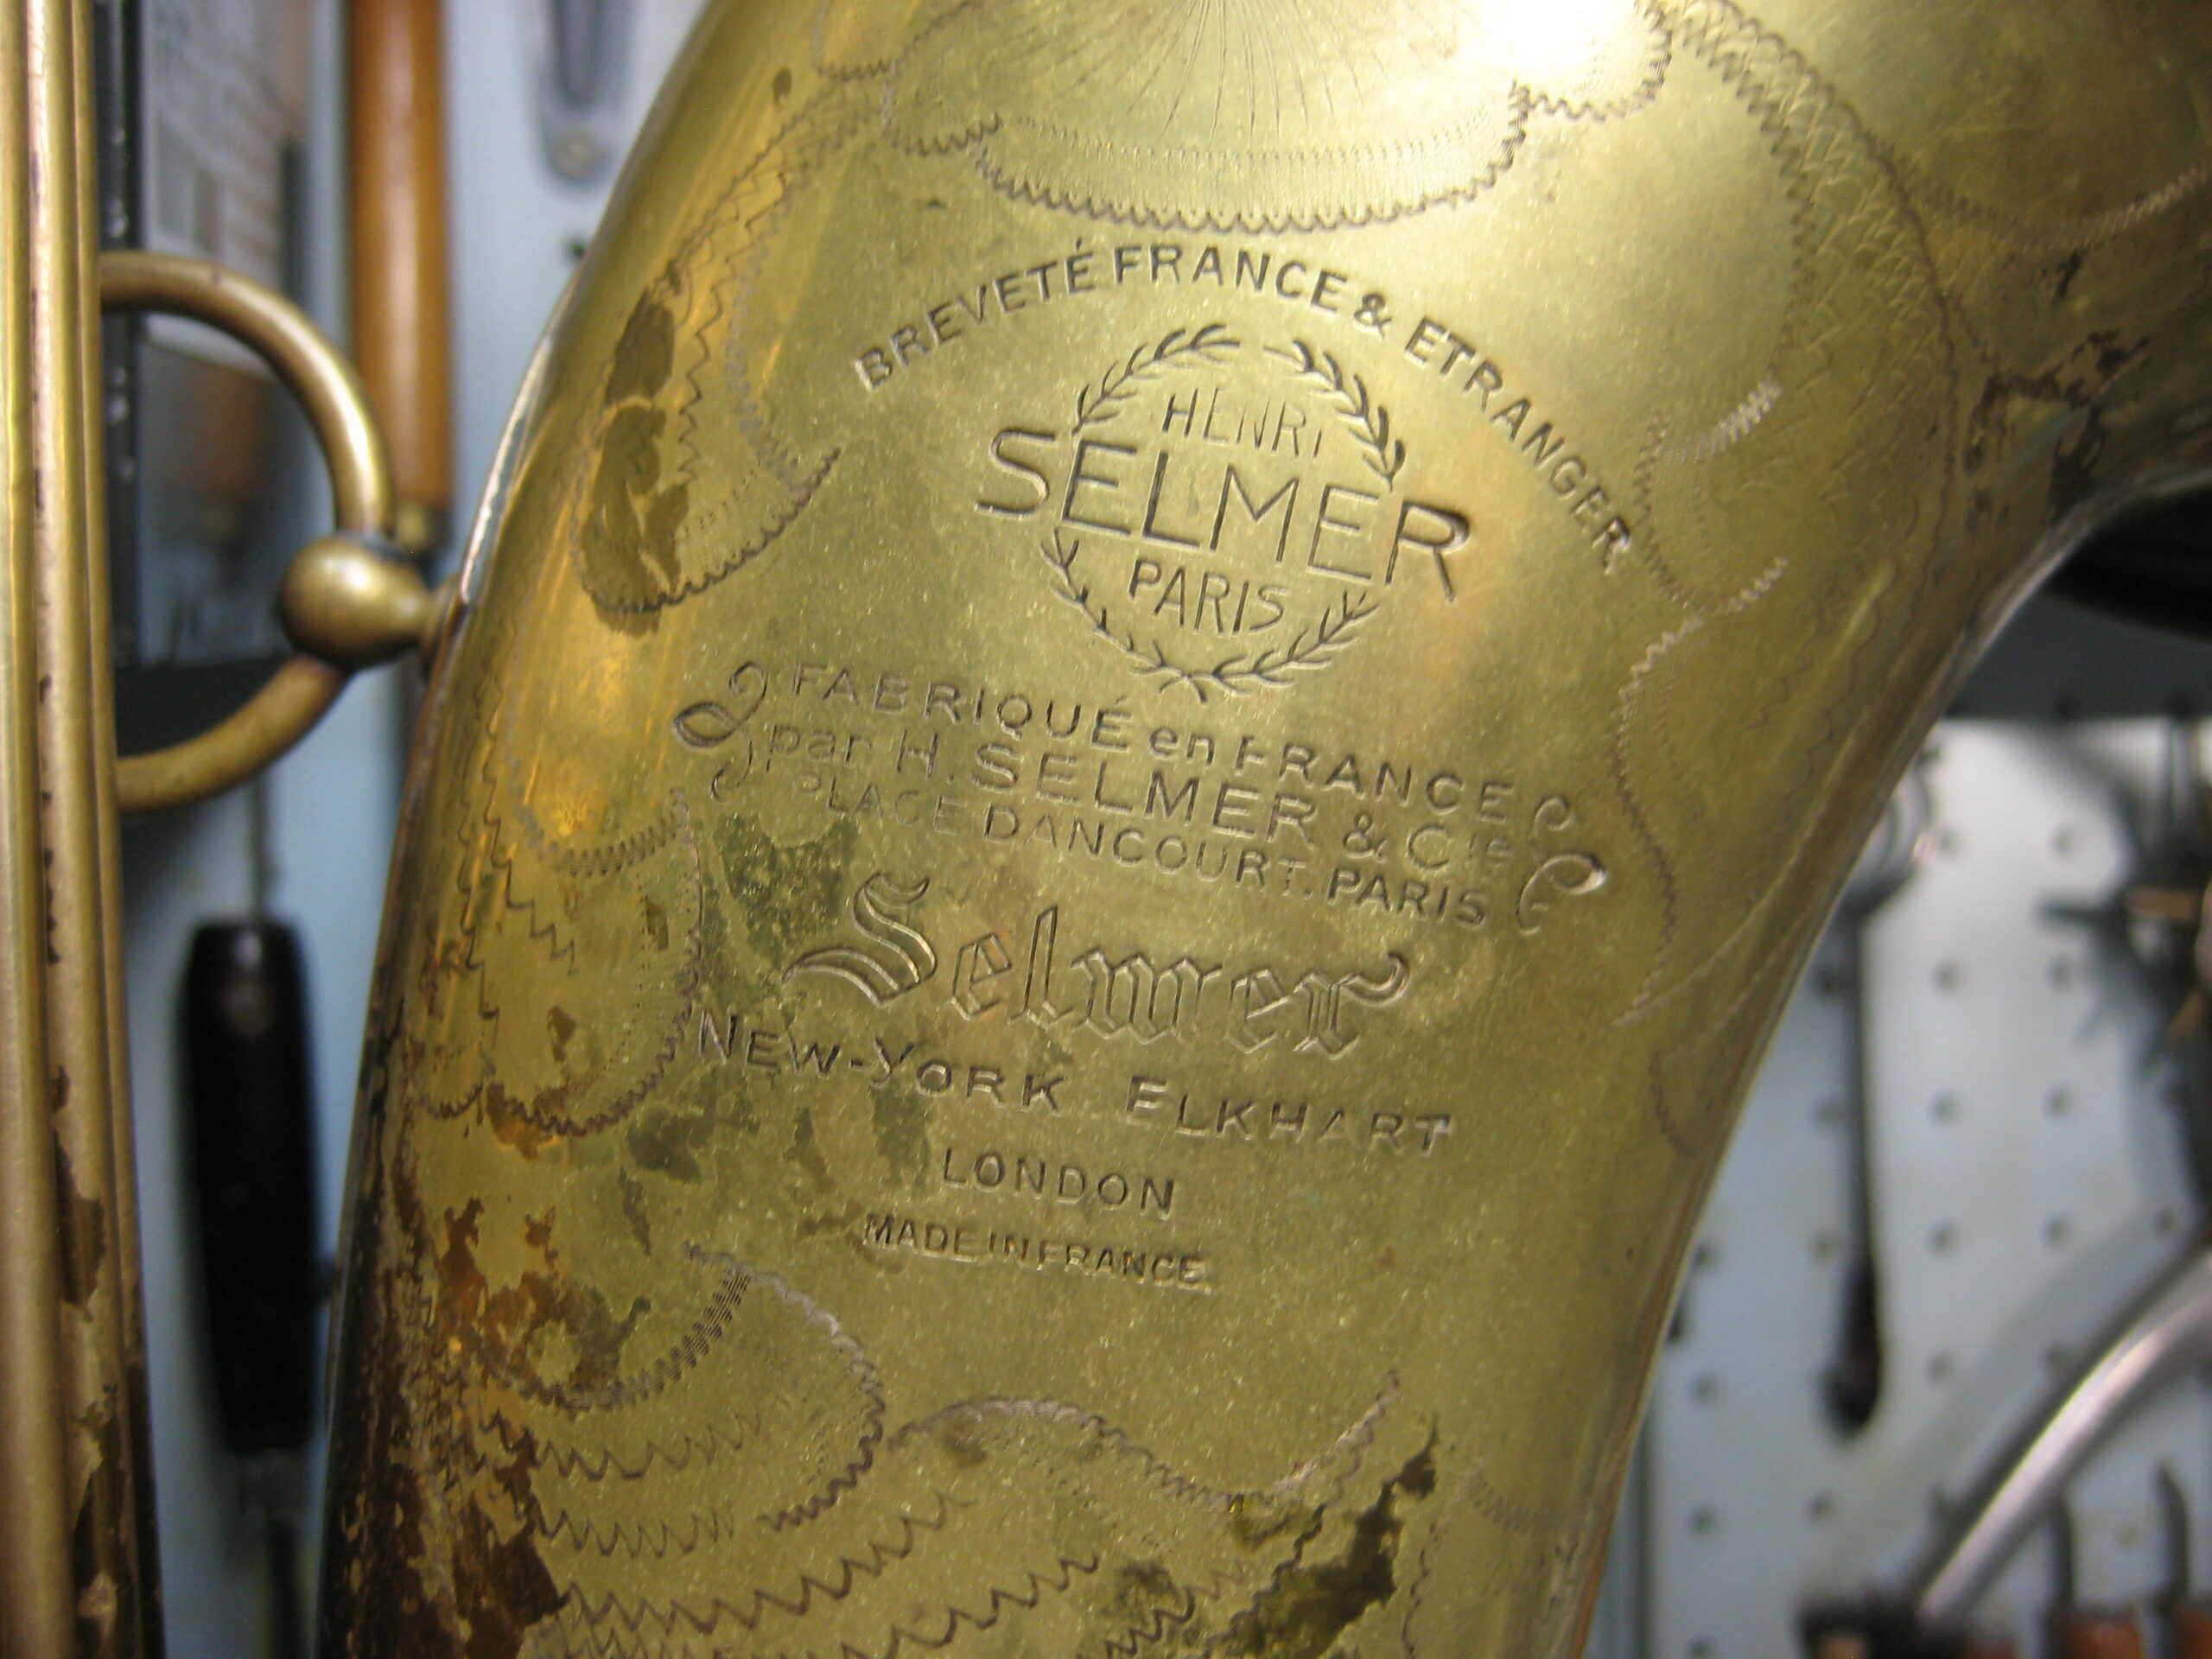 BREVETÉ FRANCE & ETRANGER
HENRI
SELMER
PARIS
FABRIQUÉ en FRANCE
par H. SELMER & Cie
PLACE DANCOURT. PARIS
Selmer
NEW-YORK ELKHART
LONDON
MADE IN FRANCE